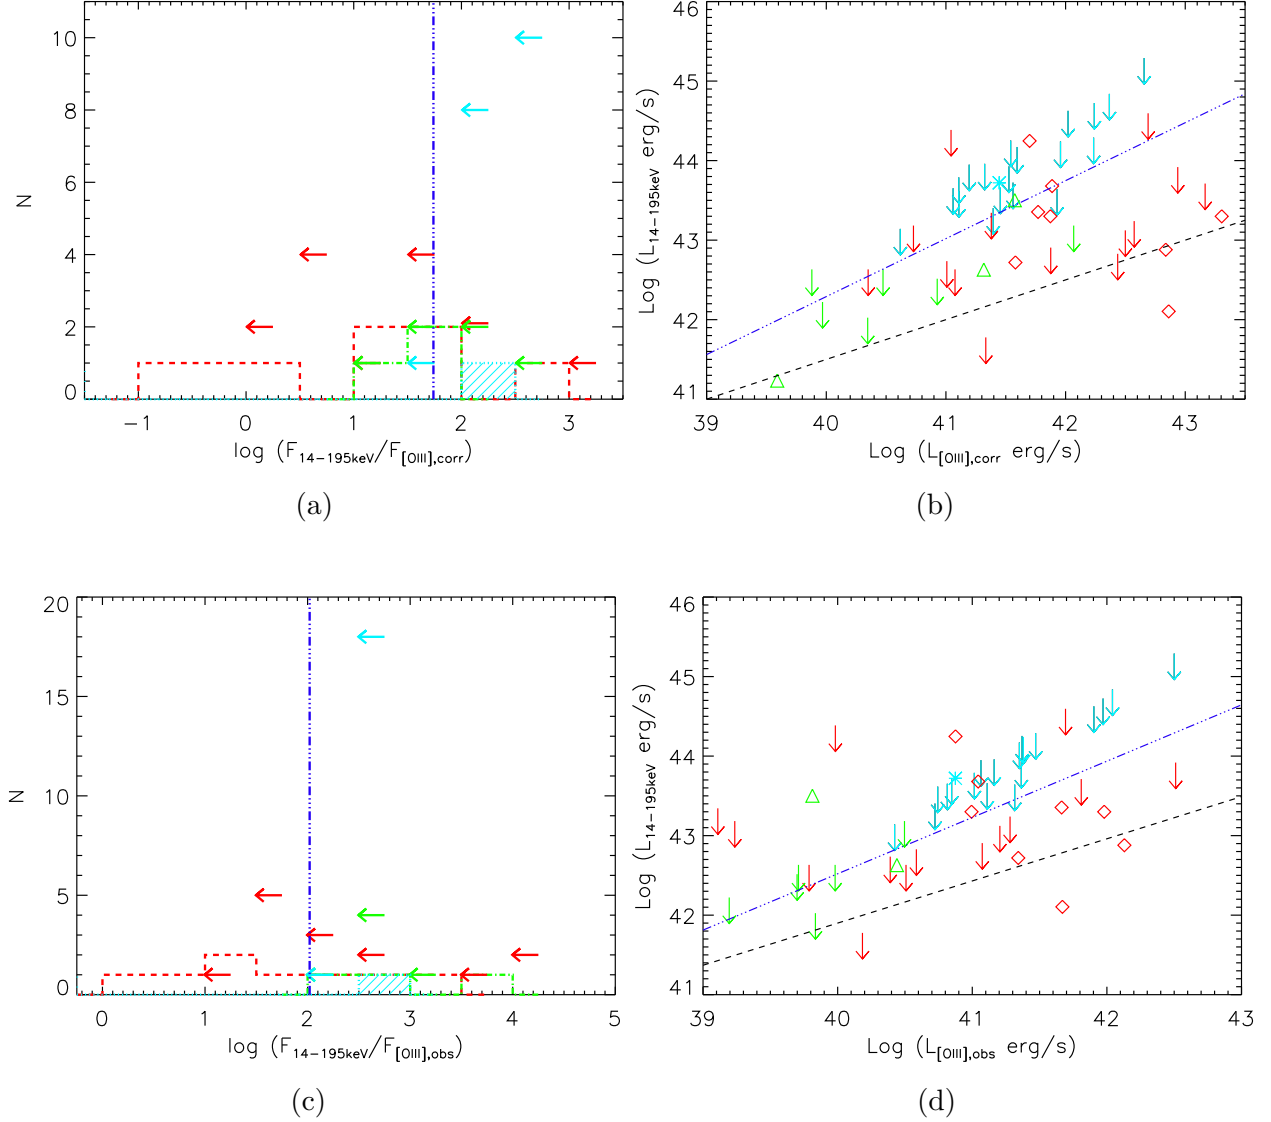 10
8
6
4
2
0
N
−1 0 1 2 3
log (F14−195keV/F[OIII],corr)
(a)
46
45
44
43
42
41
Log (L14−195keV erg/s)
39 40 41 42 43
Log (L[OIII],corr erg/s)
(b)
20
15
10
5
0
N
0 1 2 3 4 5
log (F14−195keV/F[OIII],obs)
(c)
46
45
44
43
42
41
Log (L14−195keV erg/s)
39 40 41 42 43
Log (L[OIII],obs erg/s)
(d)